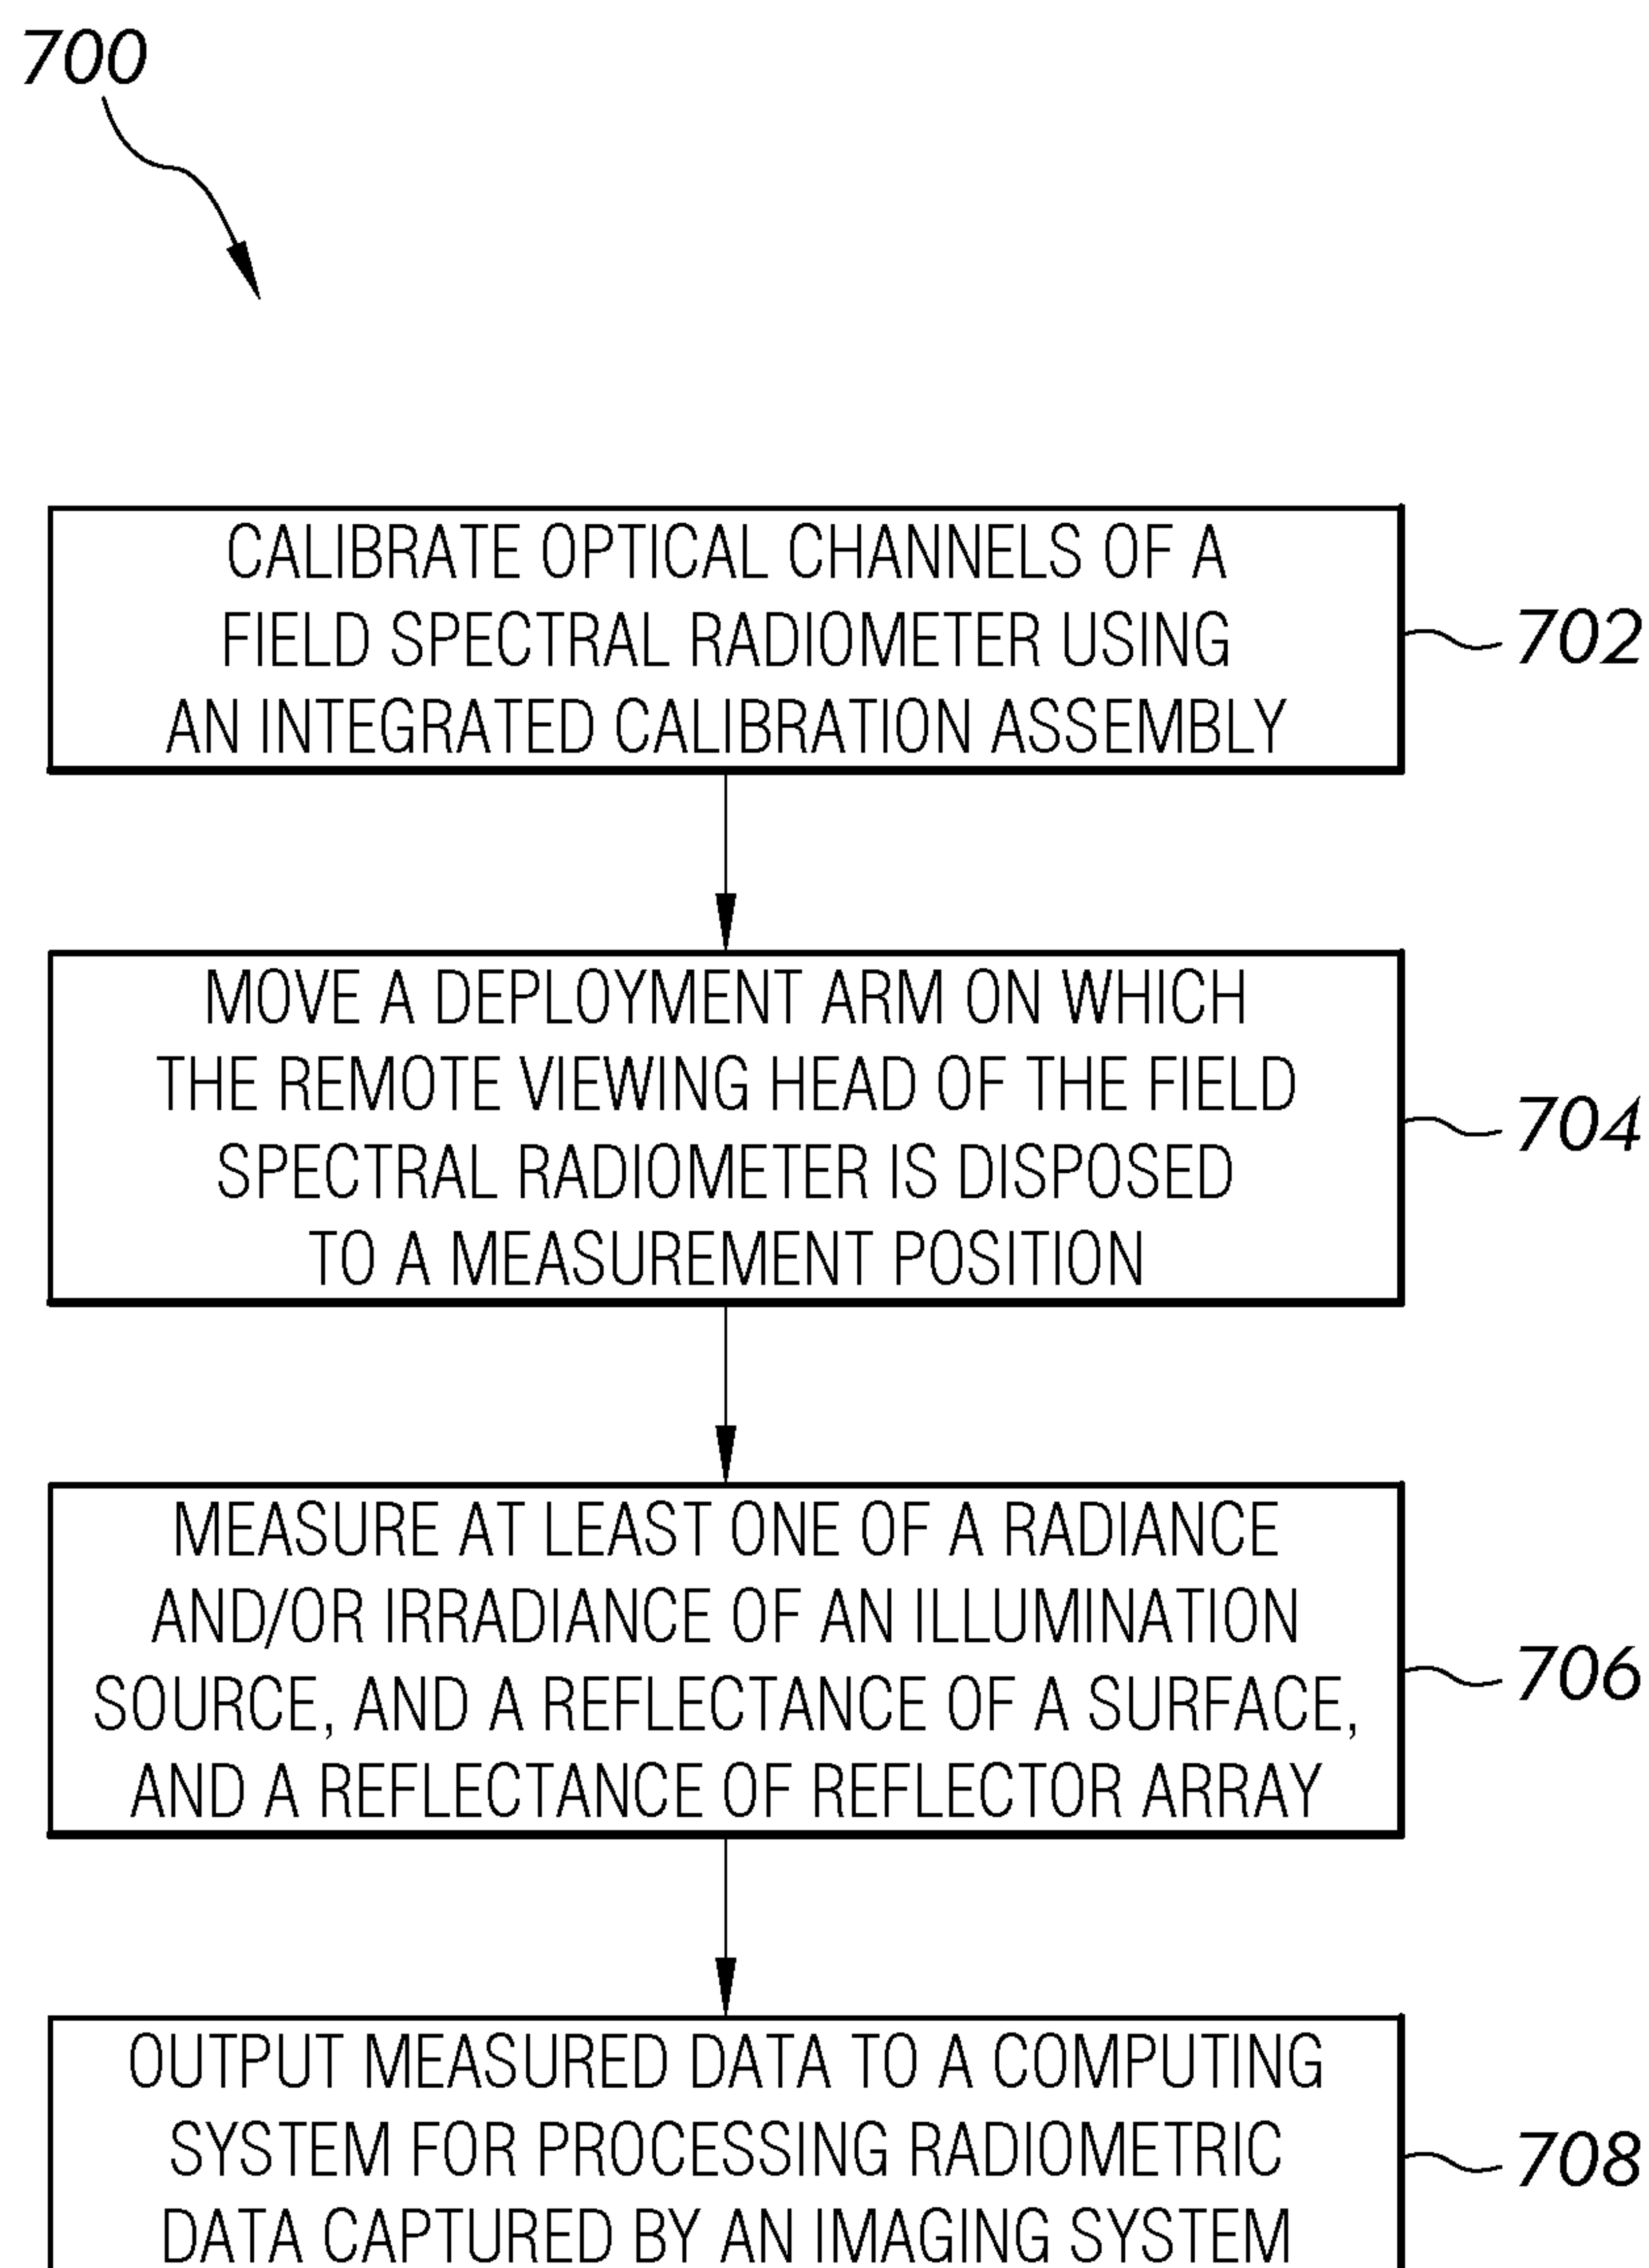 700
CALIBRATE OPTICAL CHANNELS OF A
FIELD SPECTRAL RADIOMETER USING
AN INTEGRATED CALIBRATION ASSEMBLY
702
MOVE A DEPLOYMENT ARM ON WHICH
THE REMOTE VIEWING HEAD OF THE FIELD
SPECTRAL RADIOMETER IS DISPOSED
TO A MEASUREMENT POSITION
704
MEASURE AT LEAST ONE OF A RADIANCE
AND/OR IRRADIANCE OF AN ILLUMINATION
SOURCE, AND A REFLECTANCE OF A SURFACE,
AND A REFLECTANCE OF REFLECTOR ARRAY
706
OUTPUT MEASURED DATA TO A COMPUTING
SYSTEM FOR PROCESSING RADIOMETRIC
DATA CAPTURED BY AN IMAGING SYSTEM
708